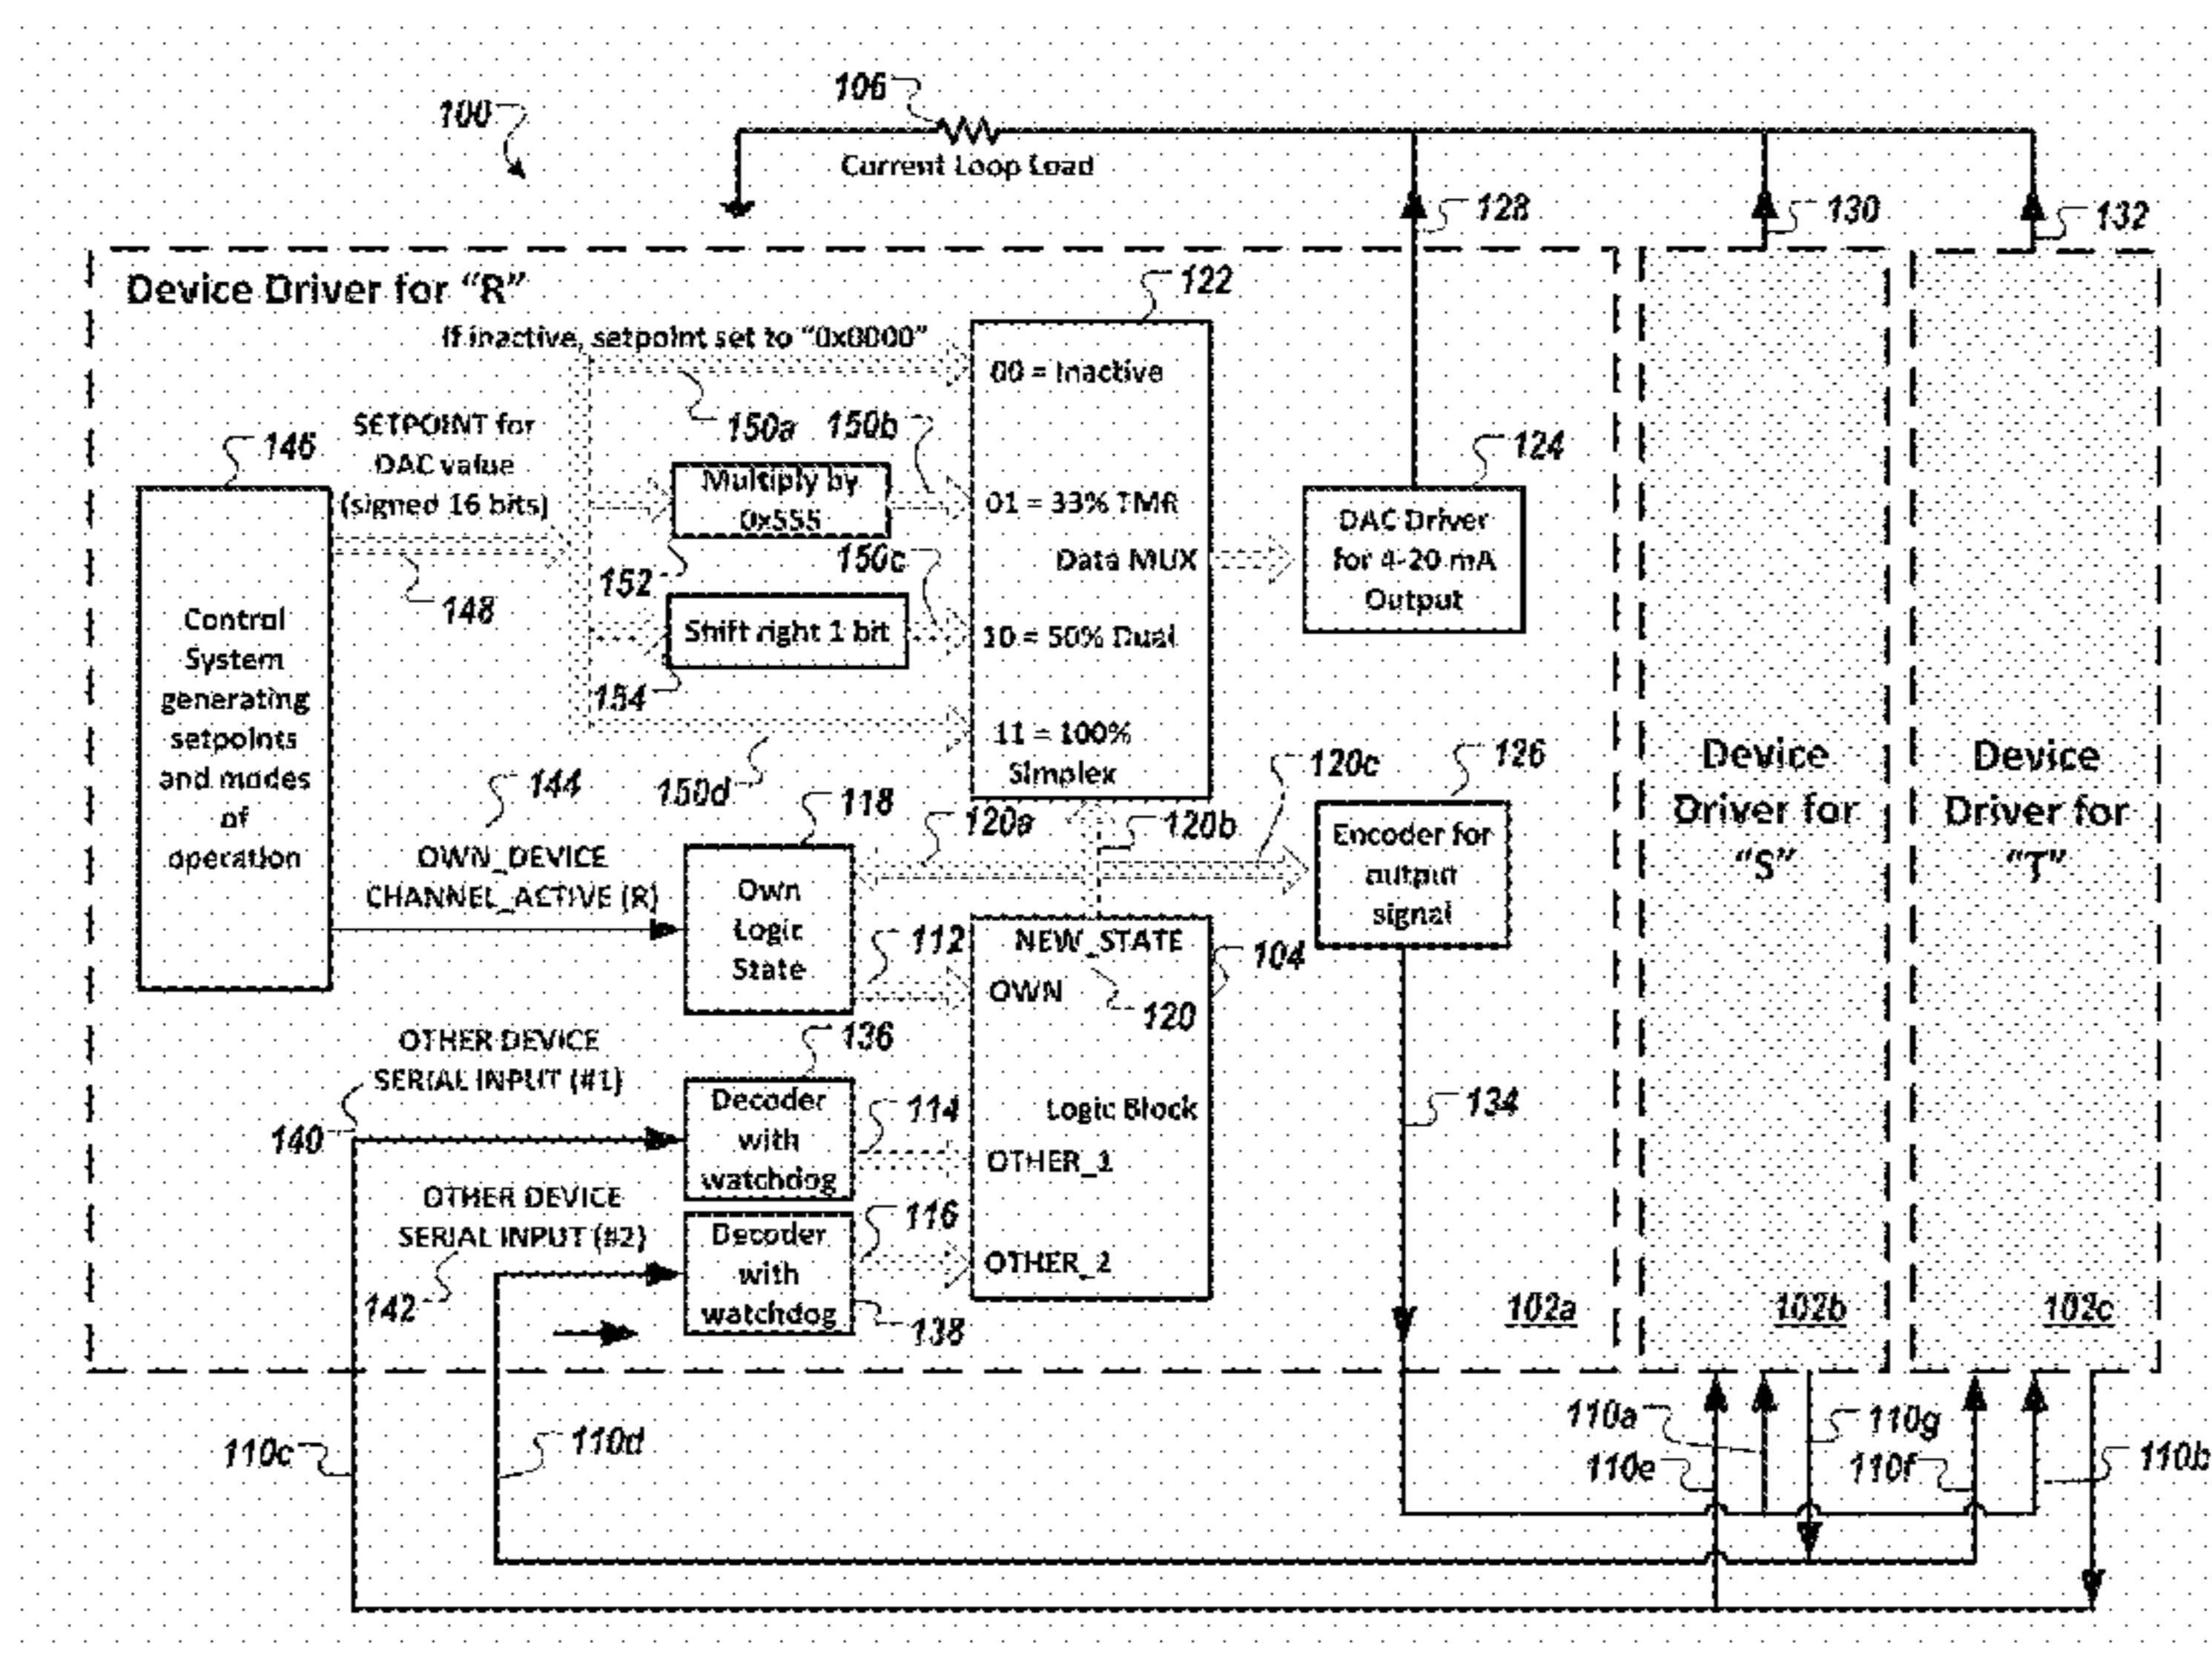 106
100
Current Loop Load
128
130
132
Device Driver for “R”
122
If inactive, setpoint set to “0x0000”
00 = Inactive
SETPOINT for
DAC value
(signed 16 bits)
146
150a
150b
124
Multiply by
0x555
01 = 33% TMR
DAC Driver
for 4-20 mA
Output
Data MUX
150c
152
148
Control
System
generating
setpoints
and modes
of
operation
Shift right 1 bit
10 = 50% Dual
154
11 = 100%
Simplex
150d
144
118
120a
120b
120c
126
Device
Driver for
“S”
Device
Driver for
“T”
OWN_DEVICE
CHANNEL_ACTIVE (R)
Own
Logic
State
Encoder for
output
signal
112
NEW_STATE
104
OWN
120
136
OTHER DEVICE
SERIAL INPUT (#1)
140
Decoder
with
watchdog
114
Logic Block
134
OTHER_1
OTHER DEVICE
SERIAL INPUT (#2)
142
Decoder
with
watchdog
116
OTHER_2
138
102a
102b
102c
110c
110d
110a
110e
110g
110f
110b